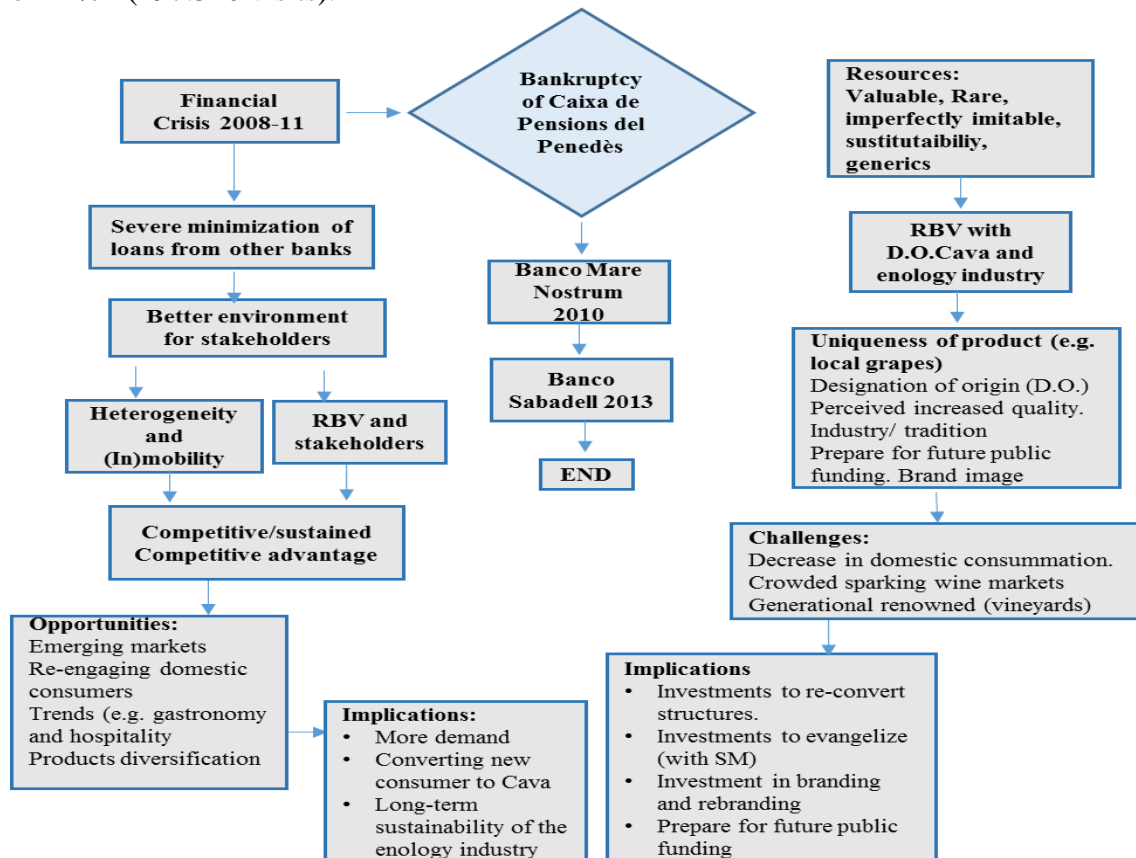 Financial
Crisis 2008-11
Bankruptcy
of Caixa de
Pensions del
Penedès
Resources:
Valuable, Rare,
imperfectly imitable,
sustitutaibiliy,
generics
Severe minimization of
loans from other banks
Banco Mare
Nostrum
2010
RBV with
D.O.Cava and
enology industry
Better environment
for stakeholders
Banco
Sabadell 2013
Uniqueness of product (e.g.
local grapes)
Designation of origin (D.O.)
Perceived increased quality.
Industry/ tradition
Prepare for future public
funding. Brand image
Heterogeneity
and
(In)mobility
RBV and
stakeholders
END
Competitive/sustained
Competitive advantage
Challenges:
Decrease in domestic consummation.
Crowded sparking wine markets
Generational renowned (vineyards)
Opportunities:
Emerging markets
Re-engaging domestic
consumers
Trends (e.g. gastronomy
and hospitality
Products diversification
Implications:
• More demand
• Converting new
consumer to Cava
• Long-term
sustainability of the
enology industry
Implications
• Investments to re-convert
structures.
• Investments to evangelize
(with SM)
• Investment in branding
and rebranding
• Prepare for future public
funding